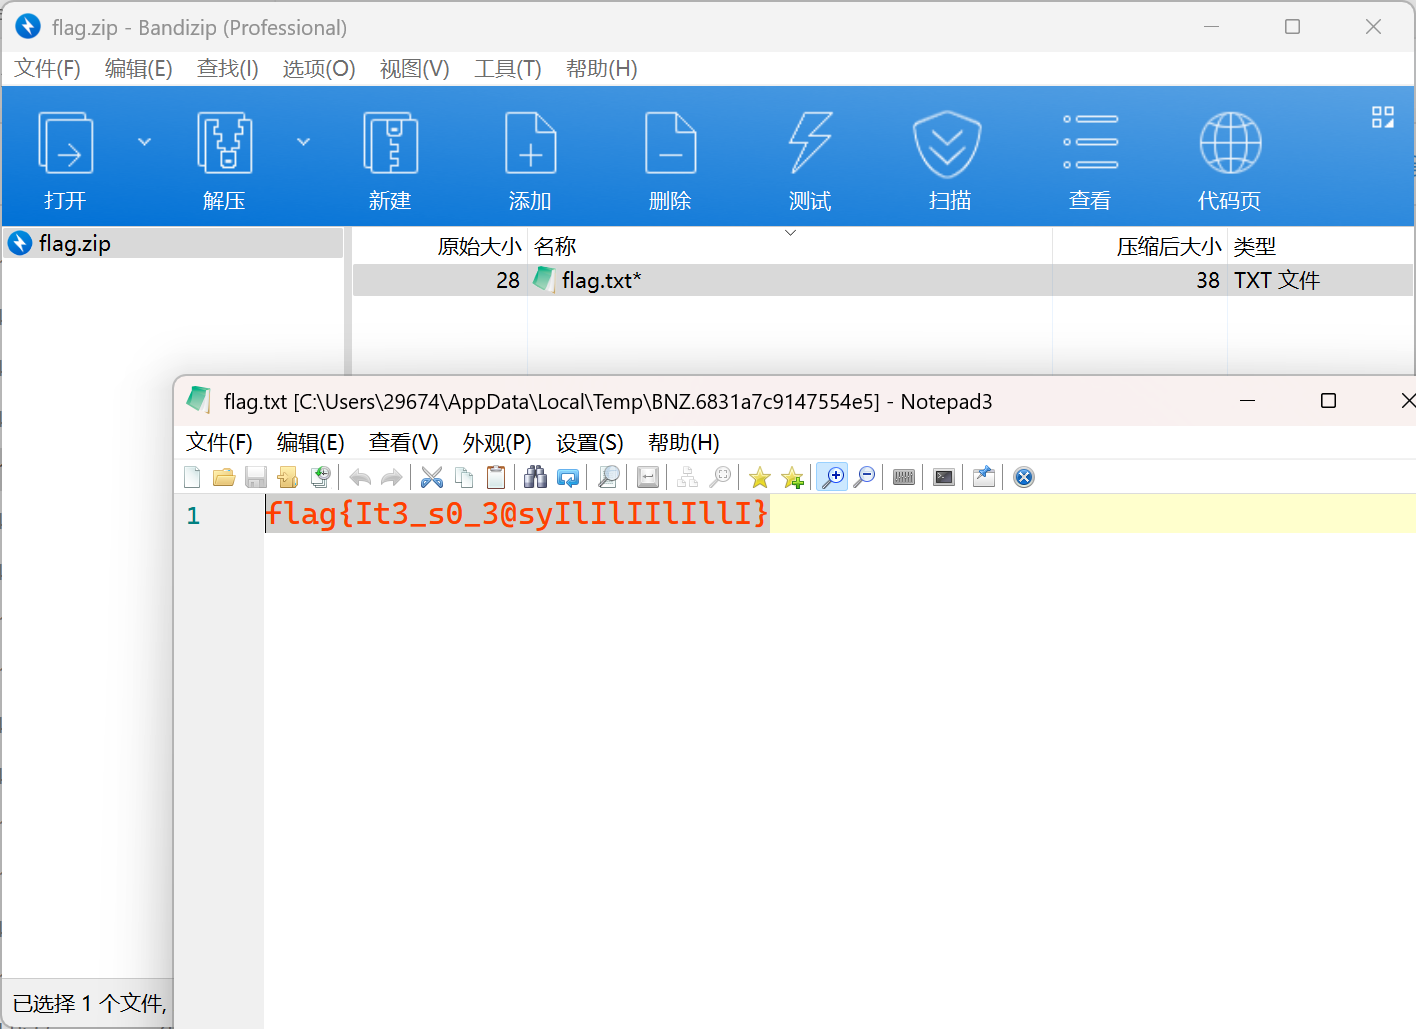 flag.zip - Bandizip (Professional)
文件(F) 编辑(E) 查找(I) 选项(O) 视图(V) 工具(T) 帮助(H)
打开 解压 新建 添加 删除 测试 扫描 查看 代码页
flag.zip
原始大小 名称 压缩后大小 类型
28 flag.txt* 38 TXT 文件
flag.txt [C:\Users\29674\AppData\Local\Temp\BNZ.6831a7c9147554e5] - Notepad3
文件(F) 编辑(E) 查看(V) 外观(P) 设置(S) 帮助(H)
1 flag{It3_s0_3@syIlIlIIlIllI}
已选择 1 个文件,